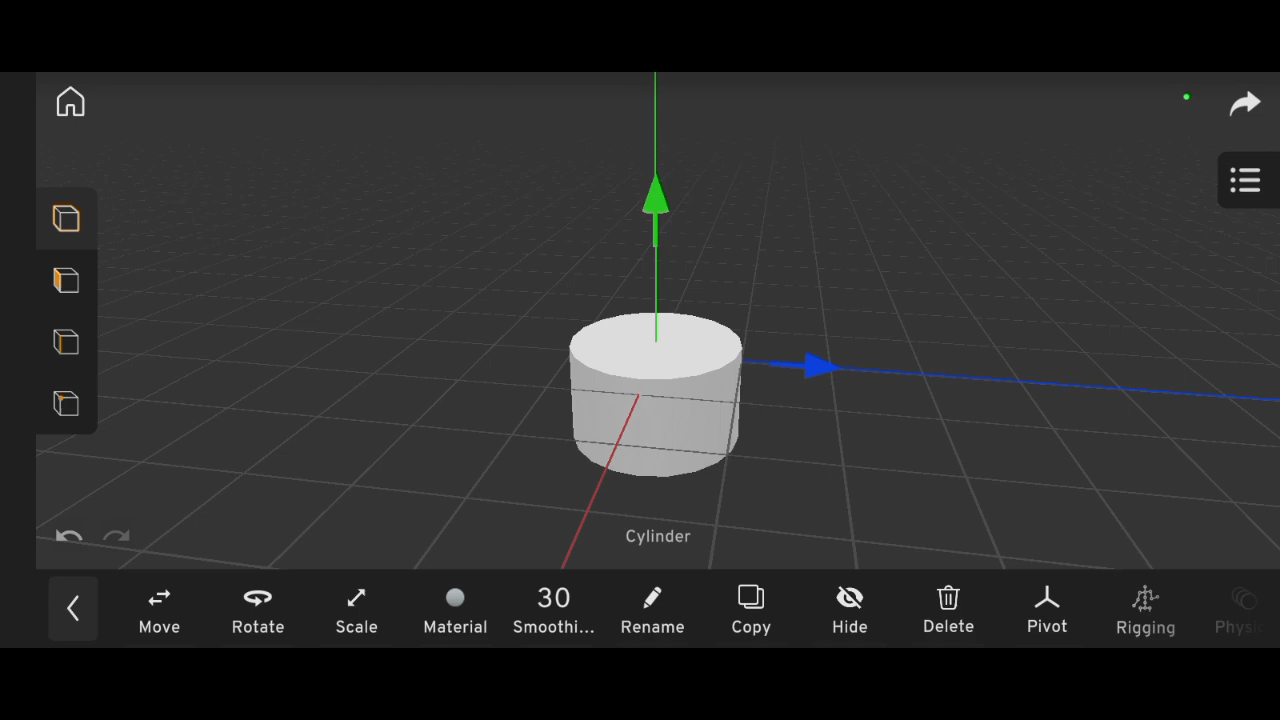 Cylinder
30
Move
Rotate
Scale
Material
Smoothi...
Rename
Copy
Hide
Delete
Pivot
Rigging